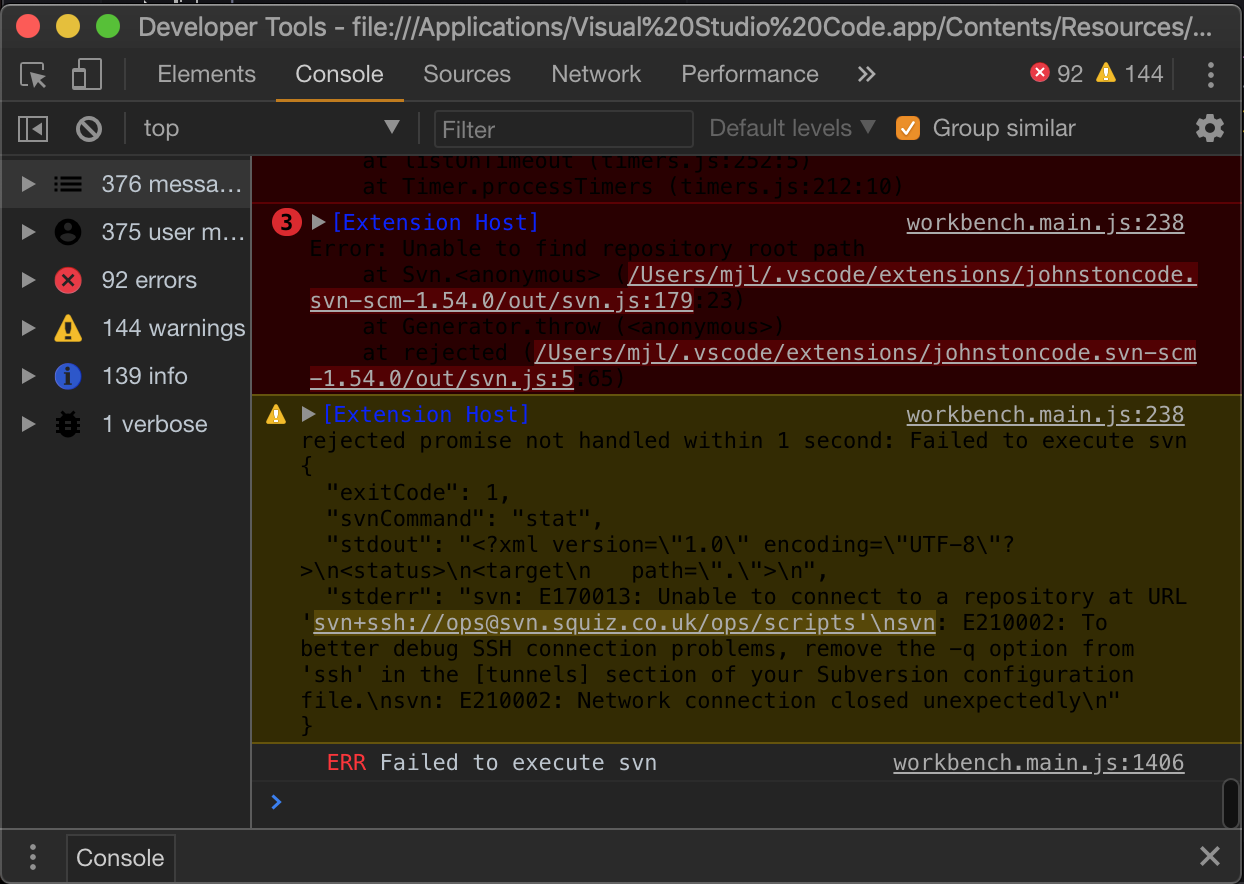 Developer Tools - file:///Applications/Visual%20Studio%20Code.app/Contents/Resources/...
Elements Console Sources Network Performance » 92 144
top Filter Default levels Group similar
376 messa...
375 user m...
92 errors
144 warnings
139 info
1 verbose
at listOnTimeout (timers.js:252:5)
at Timer.processTimers (timers.js:212:10)
3 [Extension Host] workbench.main.js:238
Error: Unable to find repository root path
at Svn.<anonymous> (/Users/mjl/.vscode/extensions/johnstoncode.
svn-scm-1.54.0/out/svn.js:179:23)
at Generator.throw (<anonymous>)
at rejected (/Users/mjl/.vscode/extensions/johnstoncode.svn-scm
-1.54.0/out/svn.js:5:65)
[Extension Host] workbench.main.js:238
rejected promise not handled within 1 second: Failed to execute svn
{
"exitCode": 1,
"svnCommand": "stat",
"stdout": "<?xml version=\"1.0\" encoding=\"UTF-8\"?
>\n<status>\n<target\n   path=\".\">\n",
"stderr": "svn: E170013: Unable to connect to a repository at URL
'svn+ssh://ops@svn.squiz.co.uk/ops/scripts'\nsvn: E210002: To
better debug SSH connection problems, remove the -q option from
'ssh' in the [tunnels] section of your Subversion configuration
file.\nsvn: E210002: Network connection closed unexpectedly\n"
}
ERR Failed to execute svn workbench.main.js:1406
Console